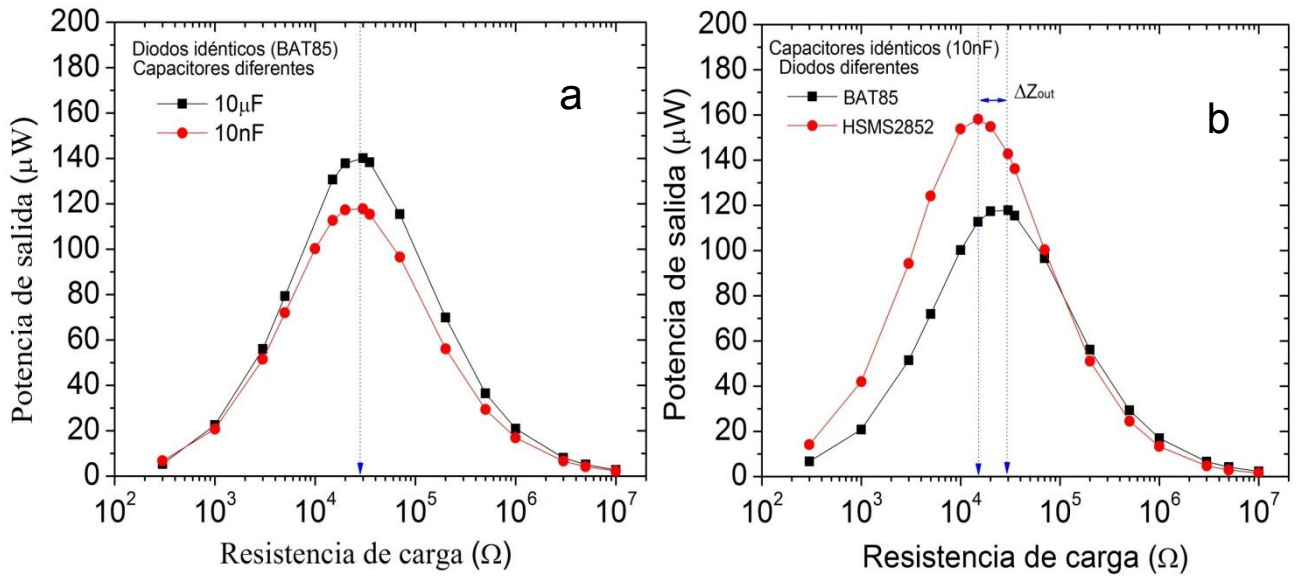 200
180
160
140
120
100
80
60
40
20
0
Potencia de salida (μW)
Diodos idénticos (BAT85)
Capacitores diferentes
10μF
10nF
a
10² 10³ 10⁴ 10⁵ 10⁶ 10⁷
Resistencia de carga (Ω)
200
180
160
140
120
100
80
60
40
20
0
Potencia de salida (μW)
Capacitores idénticos (10nF)
Diodos diferentes
BAT85
HSMS2852
ΔZout
b
10² 10³ 10⁴ 10⁵ 10⁶ 10⁷
Resistencia de carga (Ω)